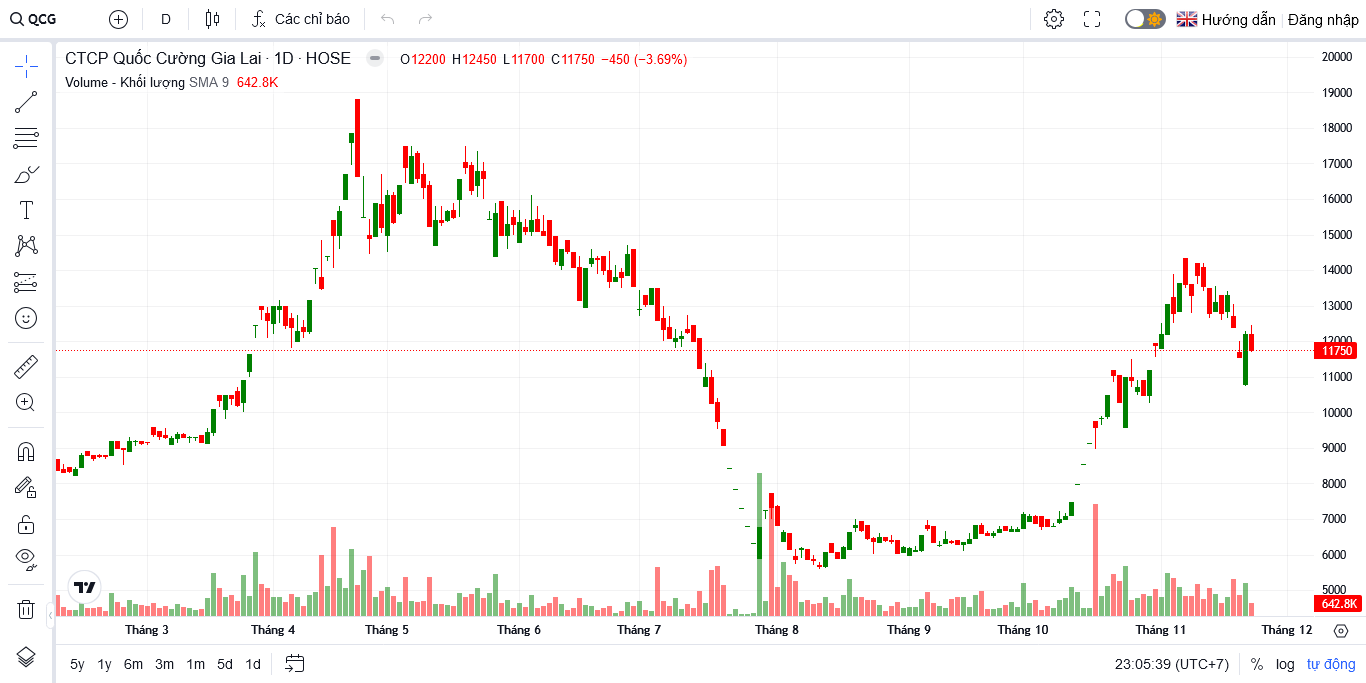 QCG D Các chỉ báo Hướng dẫn Đăng nhập
CTCP Quốc Cường Gia Lai · 1D · HOSE O12200 H12450 L11700 C11750 −450 (−3.69%)
Volume - Khối lượng SMA 9 642.8K
20000
19000
18000
17000
16000
15000
14000
13000
12000
11750
11000
10000
9000
8000
7000
6000
5000
642.8K
Tháng 3 Tháng 4 Tháng 5 Tháng 6 Tháng 7 Tháng 8 Tháng 9 Tháng 10 Tháng 11 Tháng 12
5y 1y 6m 3m 1m 5d 1d 23:05:39 (UTC+7) % log tự động